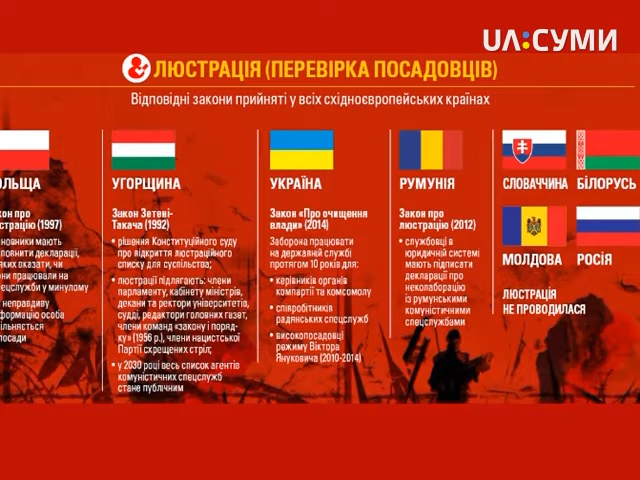 UA:СУМИ
ЛЮСТРАЦІЯ (ПЕРЕВІРКА ПОСАДОВЦІВ)
Відповідні закони прийняті у всіх східноєвропейських країнах
УГОРЩИНА
Закон Зетені-
Такача (1992)
• рішення Конституційного суду
про відкриття люстраційного
списку для суспільства;
• люстрації підлягають: члени
парламенту, кабінету міністрів,
декани та ректори університетів,
судді, редактори головних газет,
члени команд «закону і поряд-
ку» (1956 р.), члени нацистської
Партії схрещених стріл;
• у 2030 році весь список агентів
комуністичних спецслужб
стане публічним
УКРАЇНА
Закон «Про очищення
влади» (2014)
Заборона працювати
на державній службі
протягом 10 років для:
• керівників органів
компартії та комсомолу
• співробітників
радянських спецслужб
• високопосадовці
режиму Віктора
Януковича (2010-2014)
РУМУНІЯ
Закон про
люстрацію (2012)
• службовці в
юридичній системі
мають підписати
декларації про
неколаборацію
із румунськими
комуністичними
спецслужбами
СЛОВАЧЧИНА
БІЛОРУСЬ
МОЛДОВА
РОСІЯ
ЛЮСТРАЦІЯ
НЕ ПРОВОДИЛАСЯ
ЛЬЩА
кон про
страцію (1997)
новники мають
повнити декларації,
яких вказати, чи
они працювали на
ецслужби у минулому
неправдиву
формацію особа
ільняється
посади